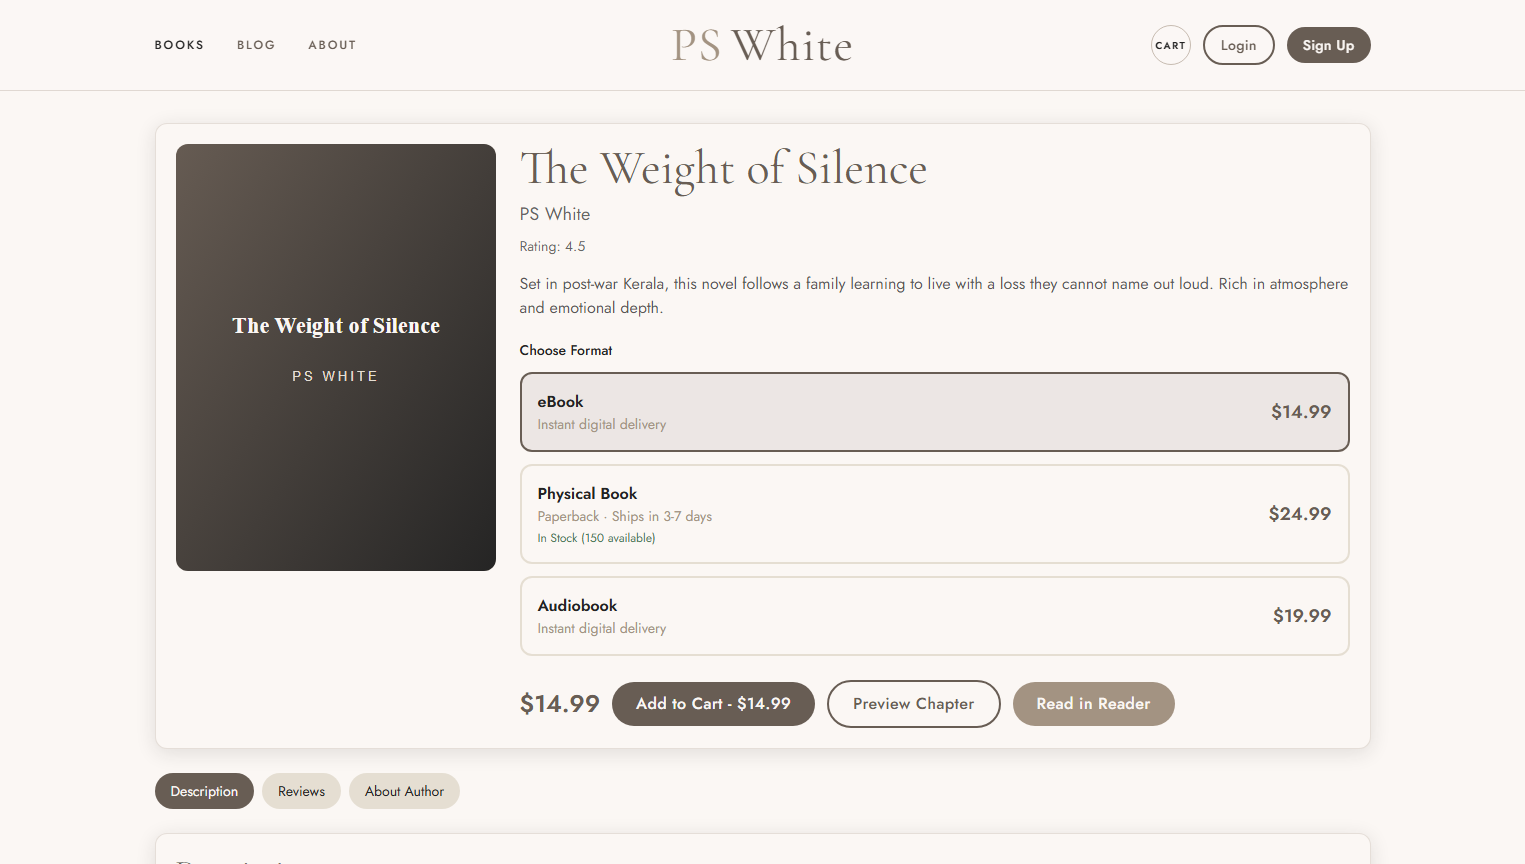 BOOKS
BLOG
ABOUT
PS White
CART
Login
Sign Up
The Weight of Silence
PS WHITE
The Weight of Silence
PS White
Rating: 4.5
Set in post-war Kerala, this novel follows a family learning to live with a loss they cannot name out loud. Rich in atmosphere
and emotional depth.
Choose Format
eBook
Instant digital delivery
$14.99
Physical Book
Paperback · Ships in 3-7 days
In Stock (150 available)
$24.99
Audiobook
Instant digital delivery
$19.99
$14.99
Add to Cart - $14.99
Preview Chapter
Read in Reader
Description
Reviews
About Author